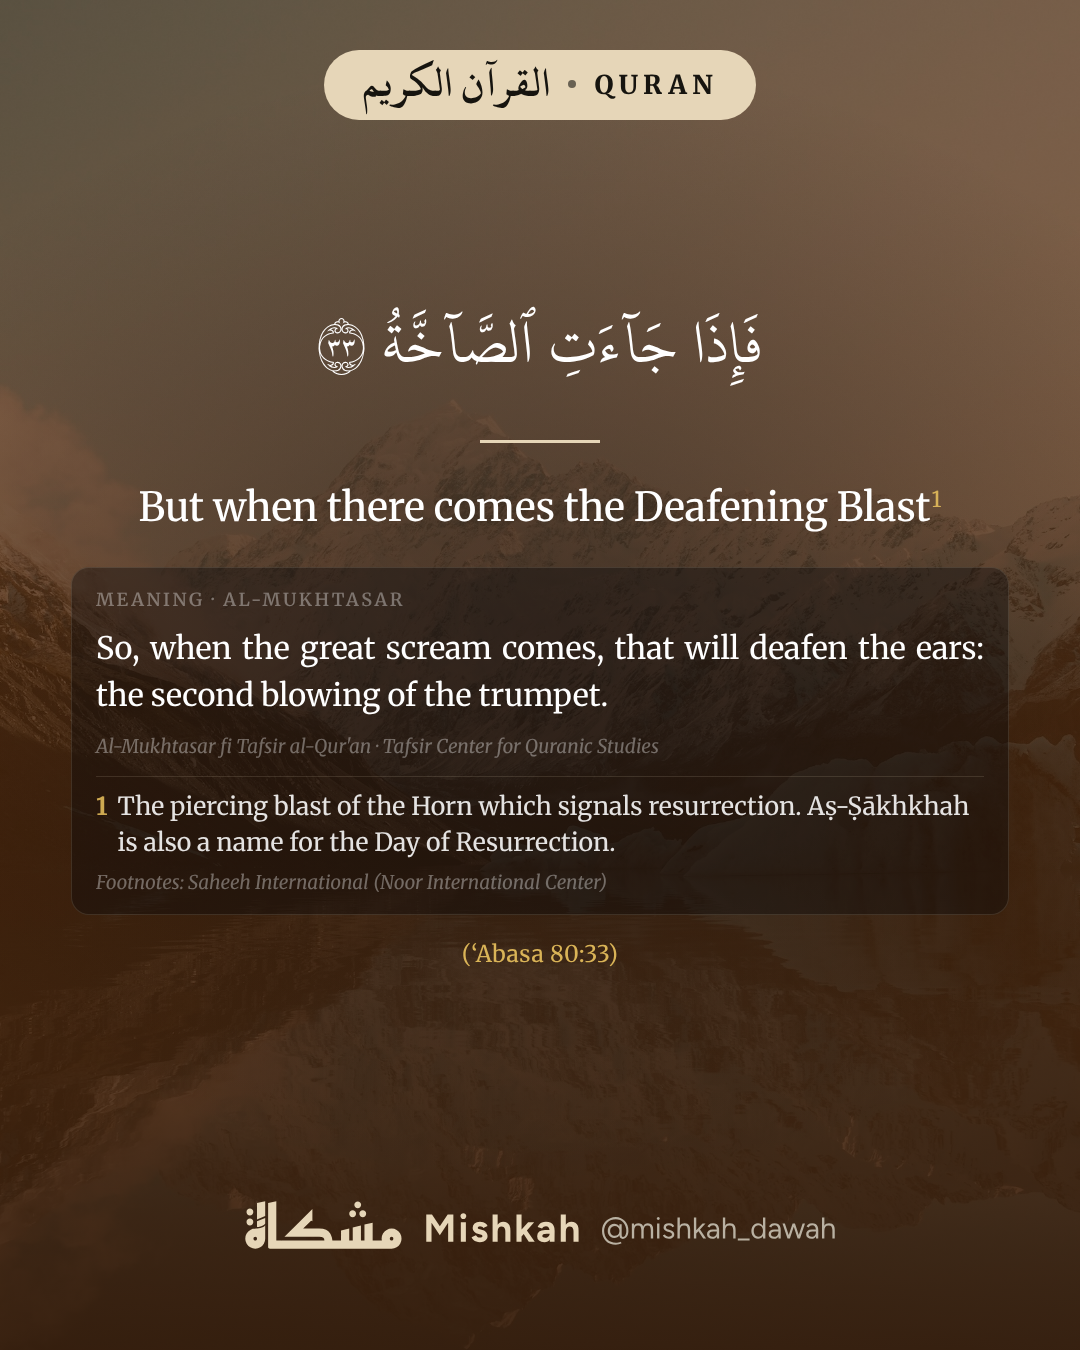 القرآن الكريم • QURAN
فَإِذَا جَآءَتِ ٱلصَّآخَّةُ ٣٣
But when there comes the Deafening Blast1
MEANING · AL-MUKHTASAR
So, when the great scream comes, that will deafen the ears:
the second blowing of the trumpet.
Al-Mukhtasar fi Tafsir al-Qur'an · Tafsir Center for Quranic Studies
1 The piercing blast of the Horn which signals resurrection. Aṣ-Ṣākhkhah
is also a name for the Day of Resurrection.
Footnotes: Saheeh International (Noor International Center)
(‘Abasa 80:33)
مشكاة Mishkah @mishkah_dawah